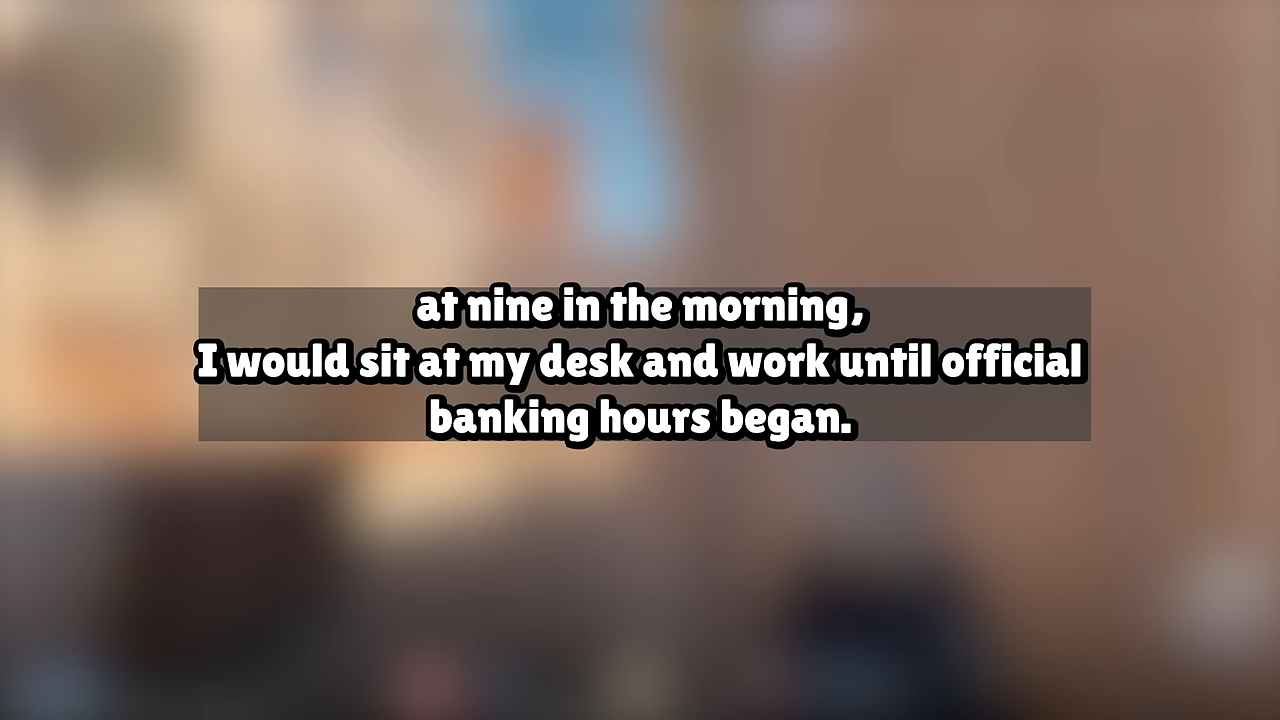 at nine in the morning,
I would sit at my desk and work until official
banking hours began.